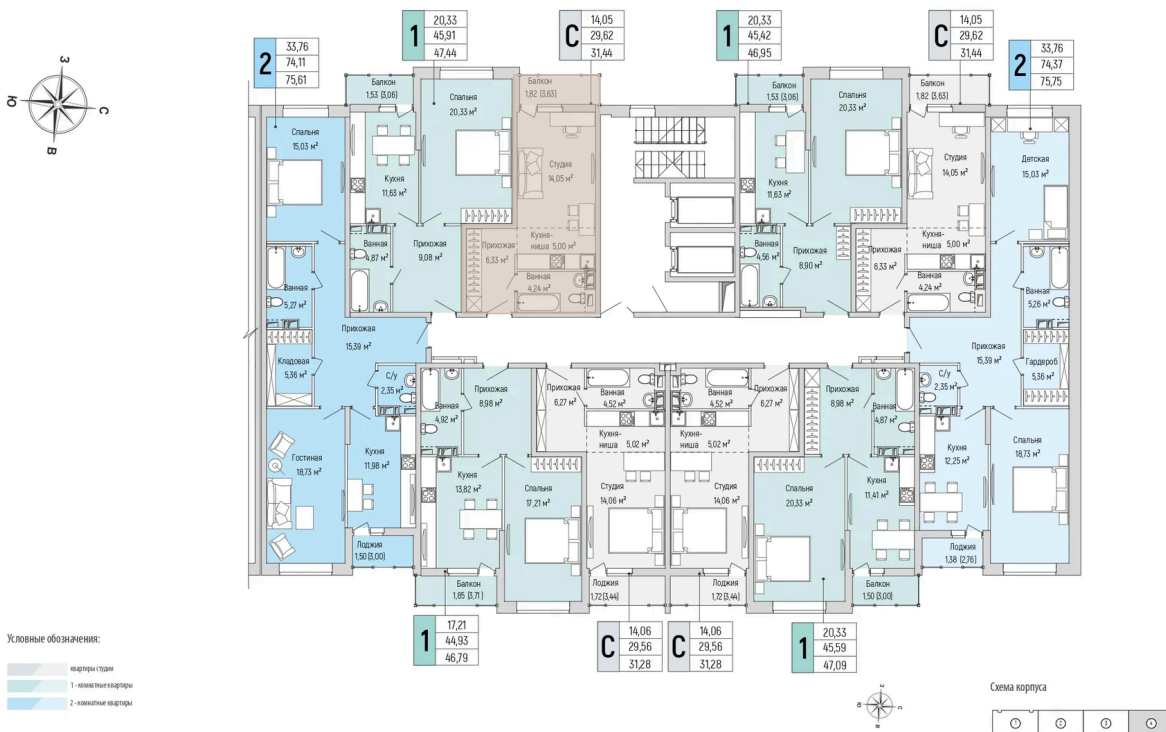 З
С
В
Ю
2
33,76
74,11
75,61
1
20,33
45,91
47,44
С
14,05
29,62
31,44
1
20,33
45,42
46,95
С
14,05
29,62
31,44
2
33,76
74,37
75,75
Балкон
1,53 (3,06)
Спальня
20,33 м²
Балкон
1,82 (3,63)
Балкон
1,53 (3,06)
Спальня
20,33 м²
Балкон
1,82 (3,63)
Спальня
15,03 м²
Кухня
11,63 м²
Студия
14,05 м²
Кухня
11,63 м²
Студия
14,05 м²
Детская
15,03 м²
Ванная
4,87 м²
Прихожая
9,08 м²
Прихожая
6,33 м²
Кухня-
ниша 5,00 м²
Ванная
4,24 м²
Ванная
4,56 м²
Прихожая
8,90 м²
Прихожая
6,33 м²
Кухня-
ниша 5,00 м²
Ванная
4,24 м²
Ванная
5,27 м²
Ванная
5,26 м²
Прихожая
15,39 м²
Прихожая
15,39 м²
Кладовая
5,36 м²
С/у
2,35 м²
Гардероб
5,36 м²
С/у
2,35 м²
Ванная
4,92 м²
Прихожая
8,98 м²
Прихожая
6,27 м²
Ванная
4,52 м²
Ванная
4,52 м²
Прихожая
6,27 м²
Прихожая
8,98 м²
Ванная
4,87 м²
Кухня-
ниша 5,02 м²
Кухня-
ниша 5,02 м²
Гостиная
18,73 м²
Кухня
11,98 м²
Кухня
13,82 м²
Спальня
17,21 м²
Студия
14,06 м²
Студия
14,06 м²
Спальня
20,33 м²
Кухня
11,41 м²
Кухня
12,25 м²
Спальня
18,73 м²
Лоджия
1,50 (3,00)
Балкон
1,85 (3,71)
Лоджия
1,72 (3,44)
Лоджия
1,72 (3,44)
Балкон
1,50 (3,00)
Лоджия
1,38 (2,76)
1
17,21
44,93
46,79
С
14,06
29,56
31,28
С
14,06
29,56
31,28
1
20,33
45,59
47,09
Условные обозначения:
квартиры студии
1 - комнатные квартиры
2 - комнатные квартиры
З
С
В
Ю
Схема корпуса
1
2
3
4